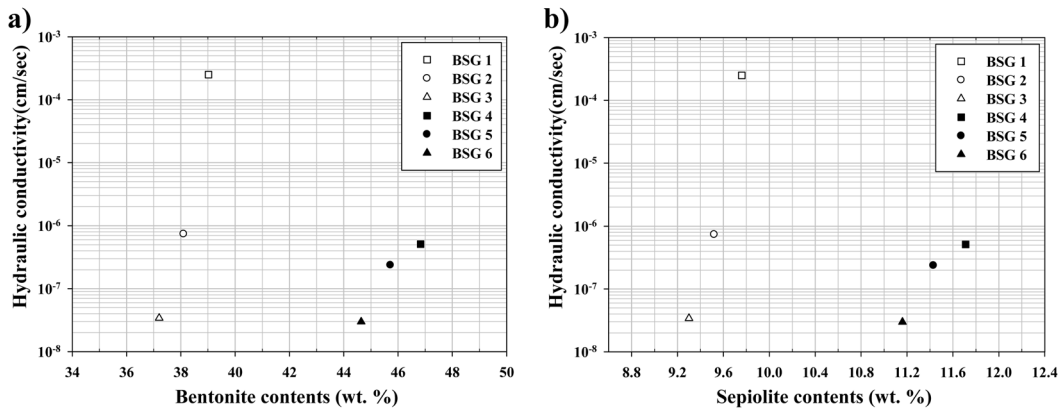 a)
Hydraulic conductivity(cm/sec)
10-3
10-4
10-5
10-6
10-7
10-8
BSG 1
BSG 2
BSG 3
BSG 4
BSG 5
BSG 6
34 36 38 40 42 44 46 48 50
Bentonite contents (wt. %)
b)
Hydraulic conductivity (cm/sec)
10-3
10-4
10-5
10-6
10-7
10-8
BSG 1
BSG 2
BSG 3
BSG 4
BSG 5
BSG 6
8.8 9.2 9.6 10.0 10.4 10.8 11.2 11.6 12.0 12.4
Sepiolite contents (wt. %)